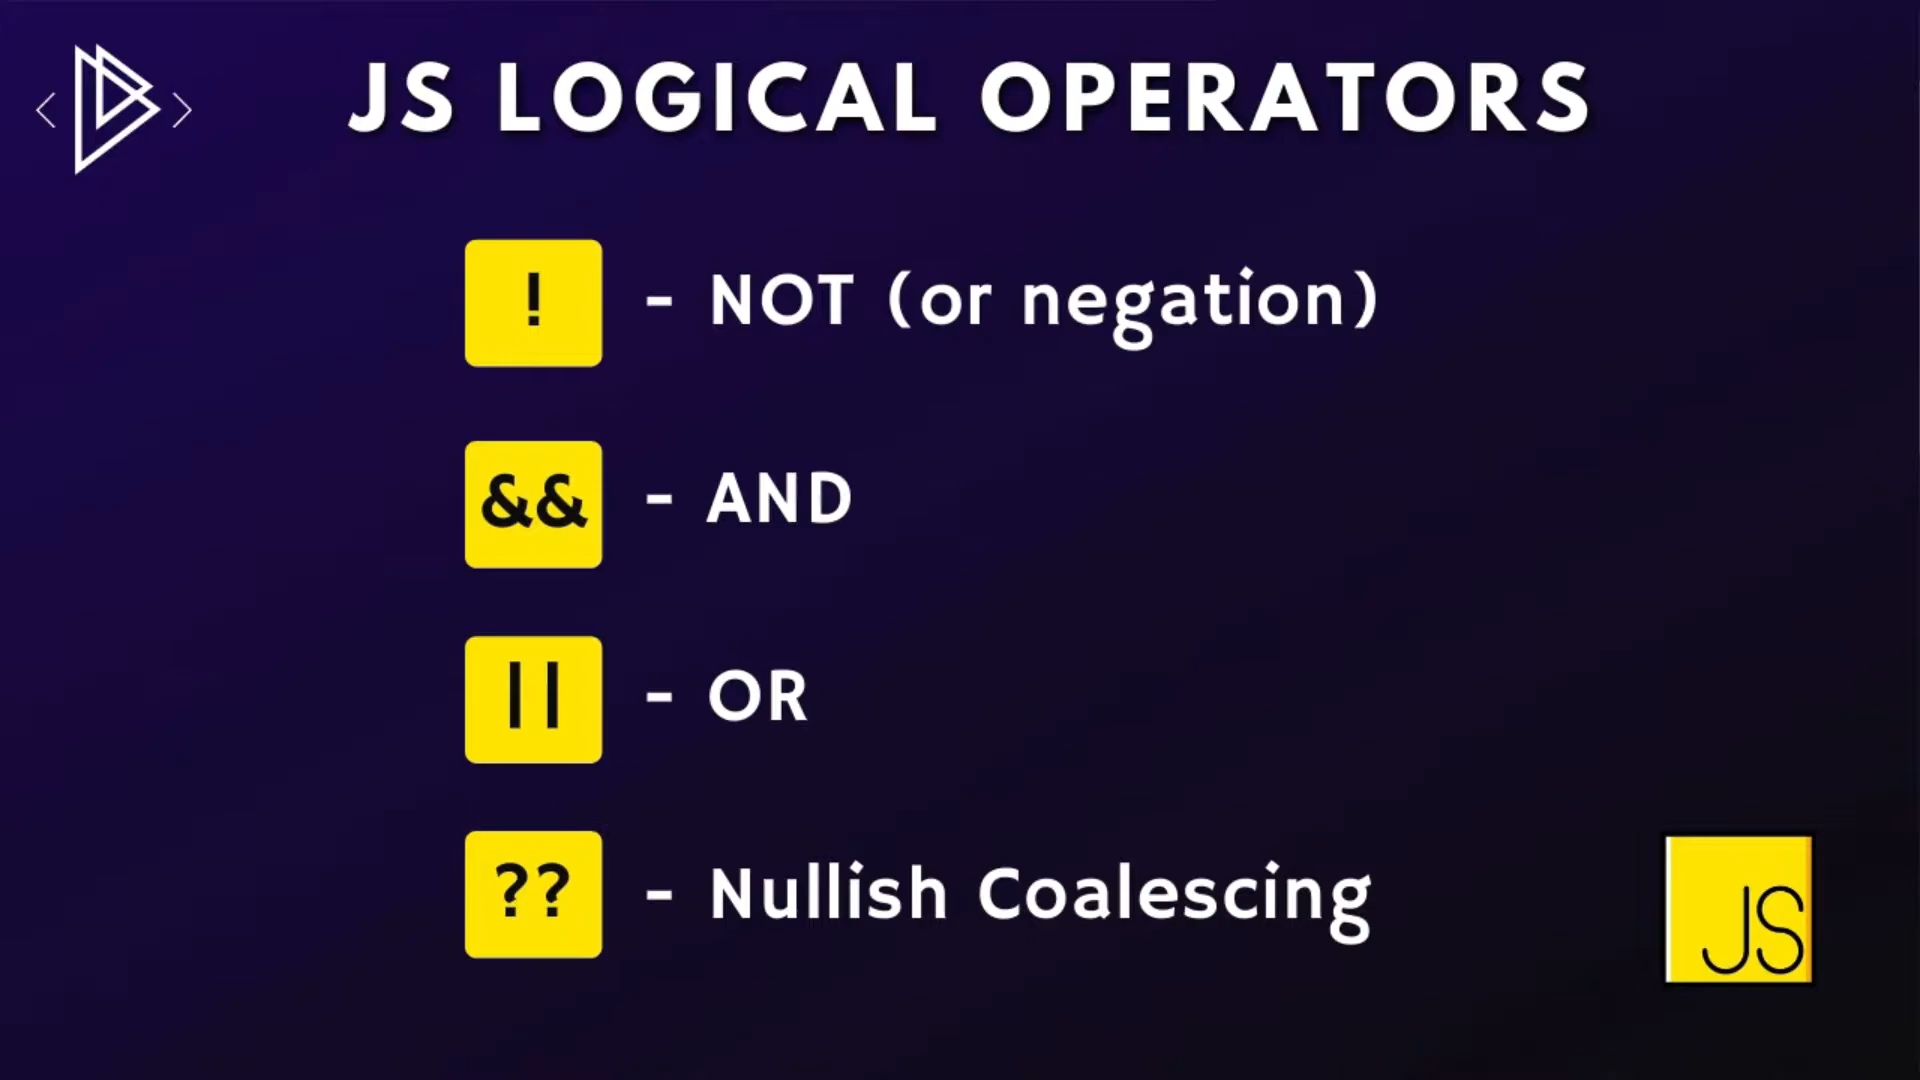 JS LOGICAL OPERATORS
! - NOT (or negation)
&& - AND
|| - OR
?? - Nullish Coalescing
JS